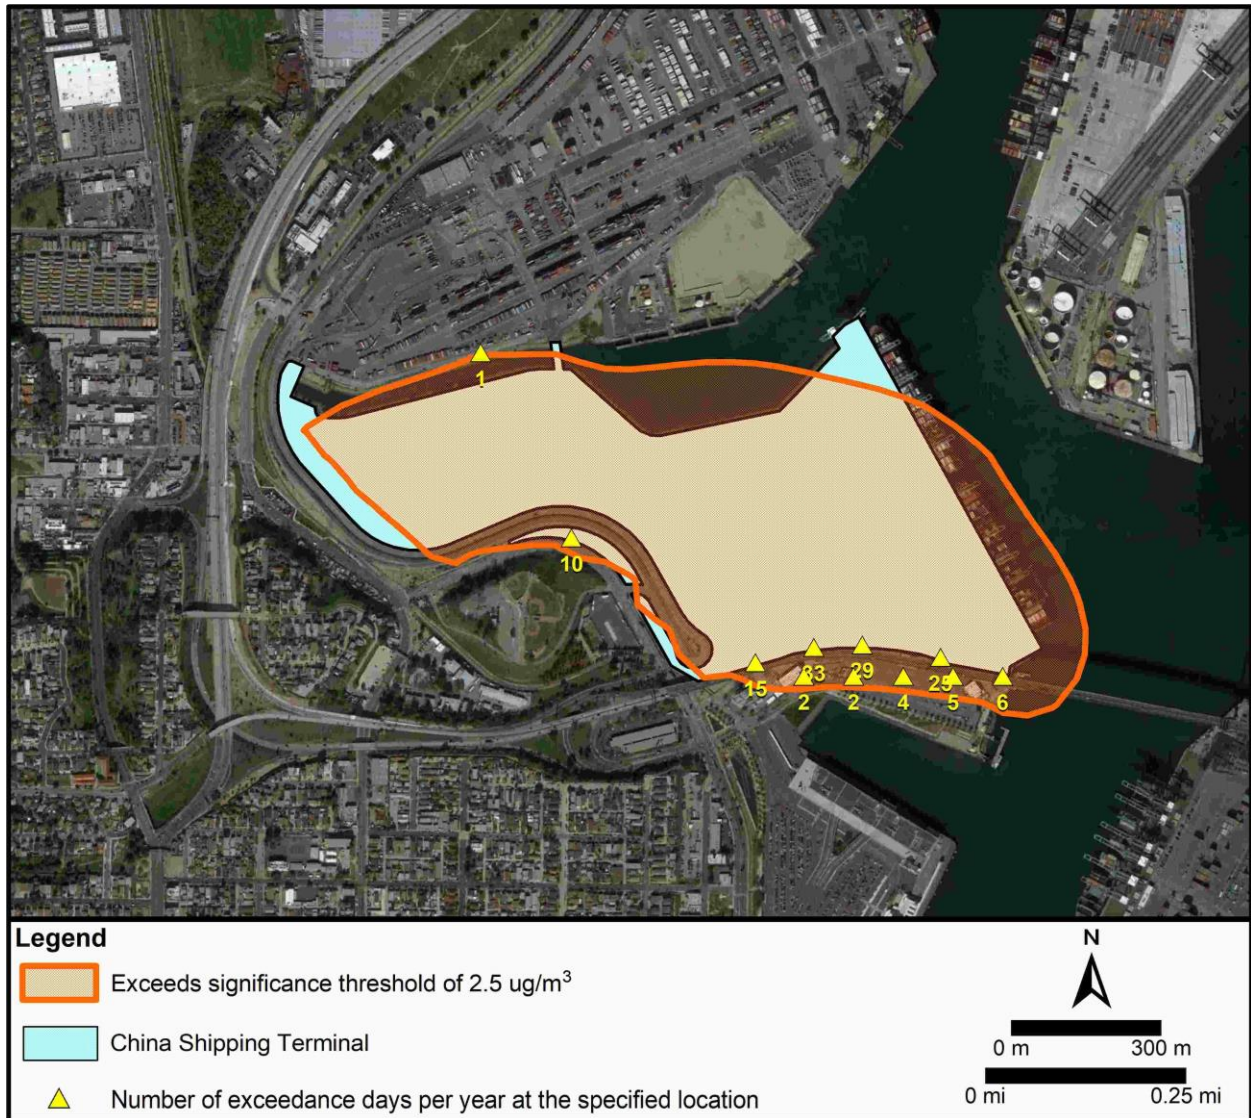 1
10
15
33
29
25
2
2
4
5
6
Legend
Exceeds significance threshold of 2.5 ug/m³
China Shipping Terminal
Number of exceedance days per year at the specified location
N
0 m 300 m
0 mi 0.25 mi